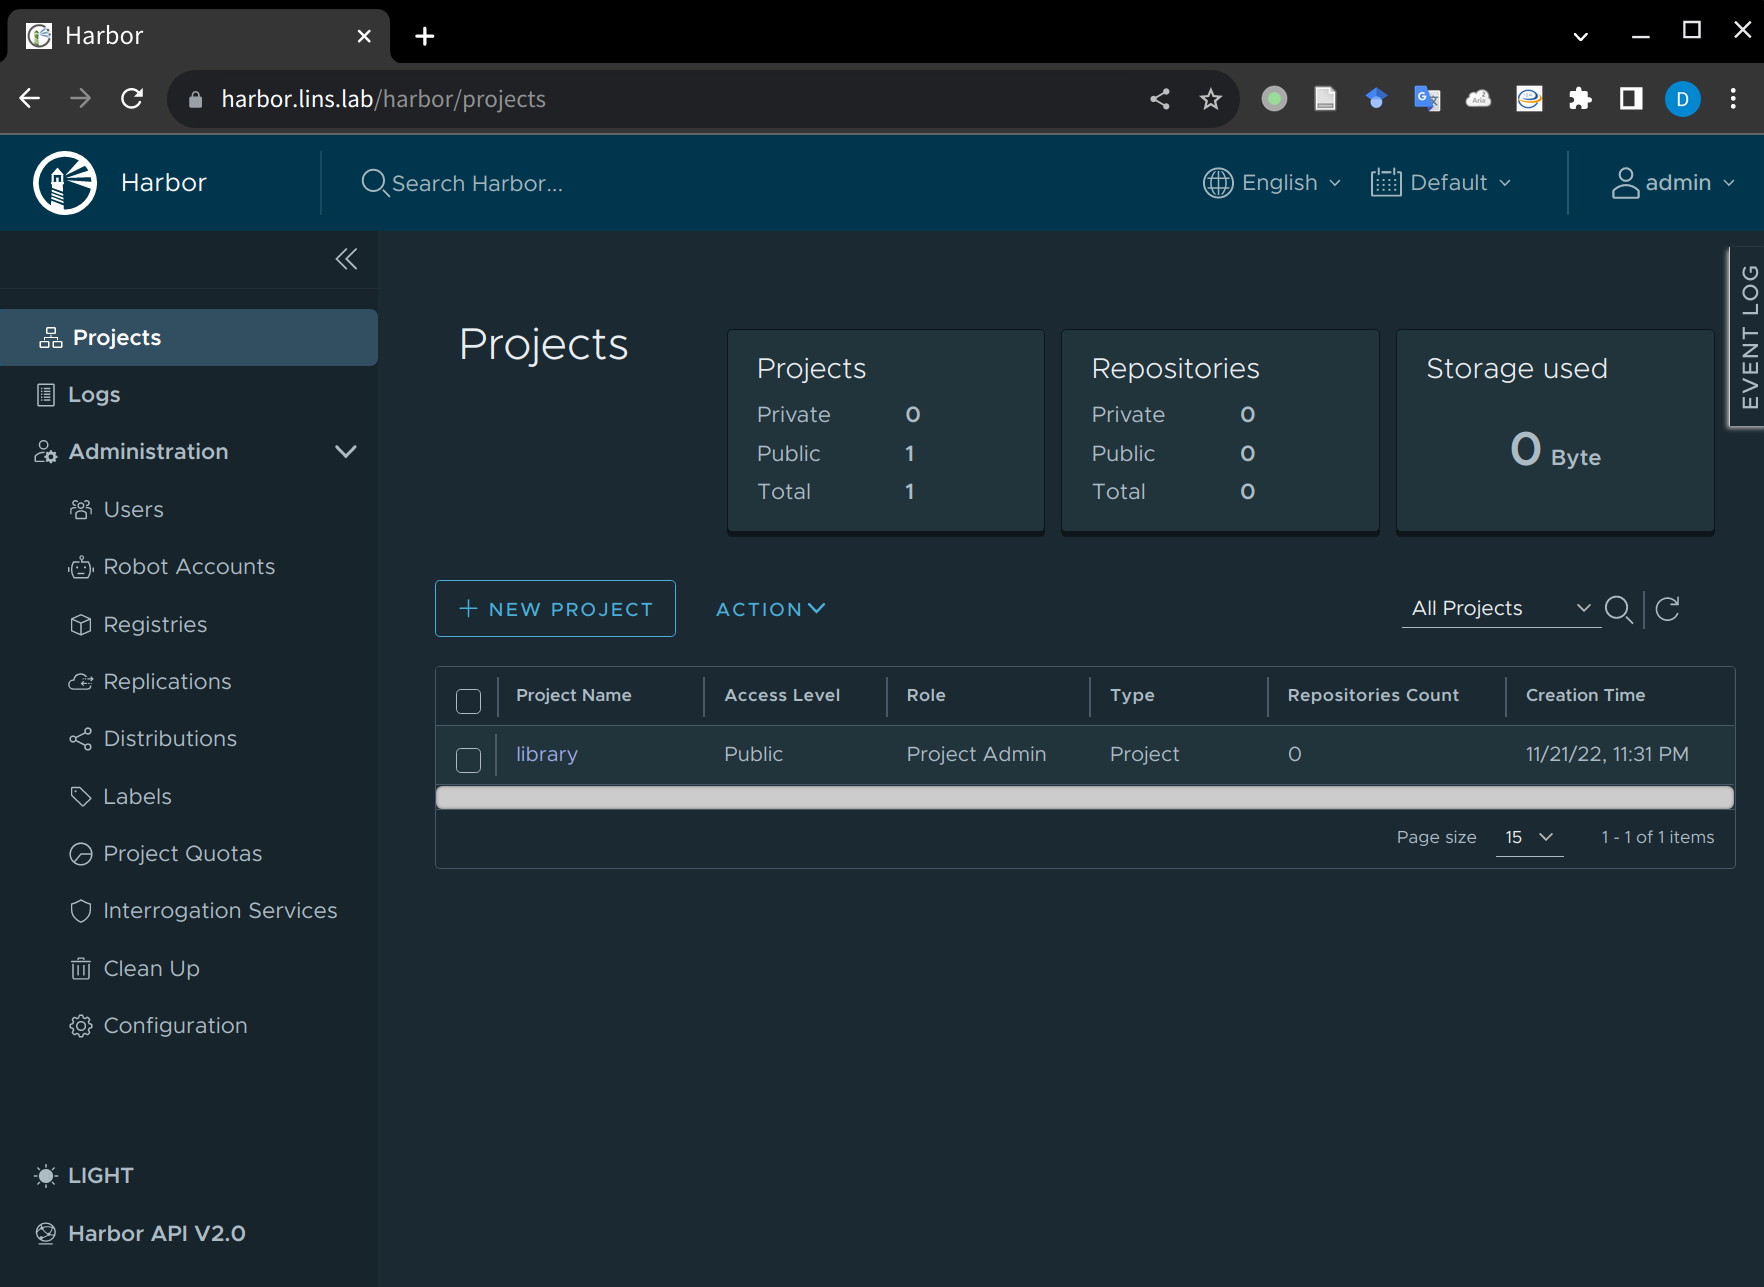 Harbor
harbor.lins.lab/harbor/projects
D
Harbor
Search Harbor...
English
Default
admin
EVENT LOG
Projects
Logs
Administration
Users
Robot Accounts
Registries
Replications
Distributions
Labels
Project Quotas
Interrogation Services
Clean Up
Configuration
LIGHT
Harbor API V2.0
Projects
Projects
Private 0
Public 1
Total 1
Repositories
Private 0
Public 0
Total 0
Storage used
0 Byte
+ NEW PROJECT
ACTION
All Projects
Project Name Access Level Role Type Repositories Count Creation Time
library Public Project Admin Project 0 11/21/22, 11:31 PM
Page size 15 1 - 1 of 1 items